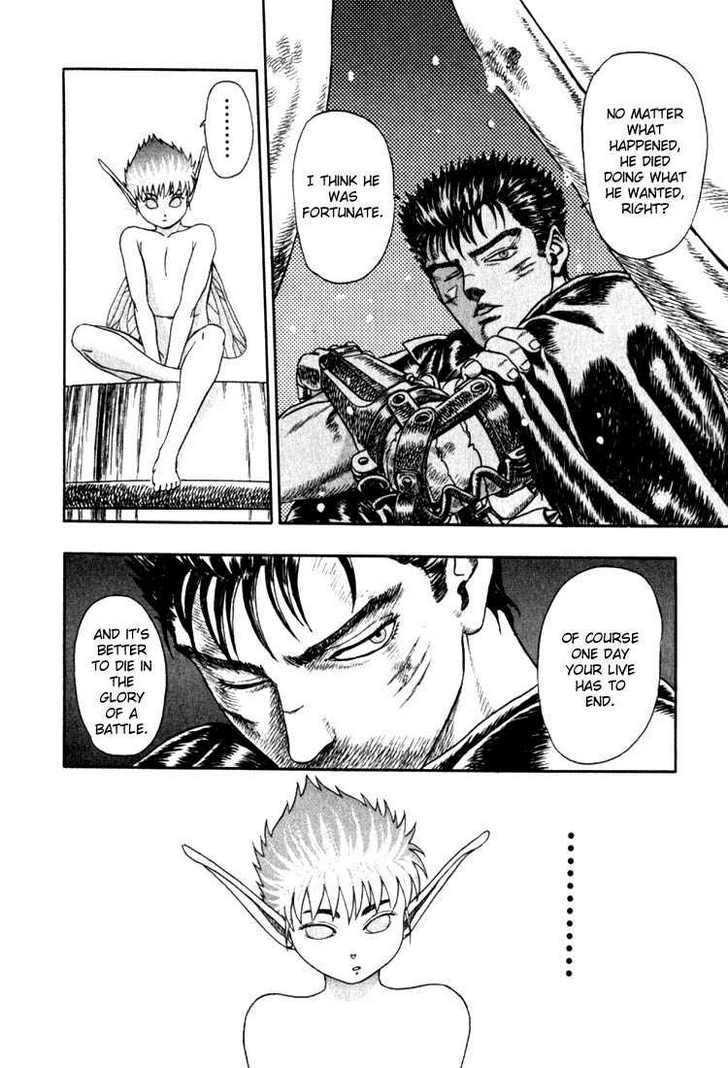 NO MATTER
WHAT
HAPPENED,
HE DIED
DOING WHAT
HE WANTED,
RIGHT?
I THINK HE
WAS
FORTUNATE.
......
OF COURSE
ONE DAY
YOUR LIVE
HAS TO
END.
AND IT'S
BETTER
TO DIE IN
THE
GLORY
OF A
BATTLE.
...........